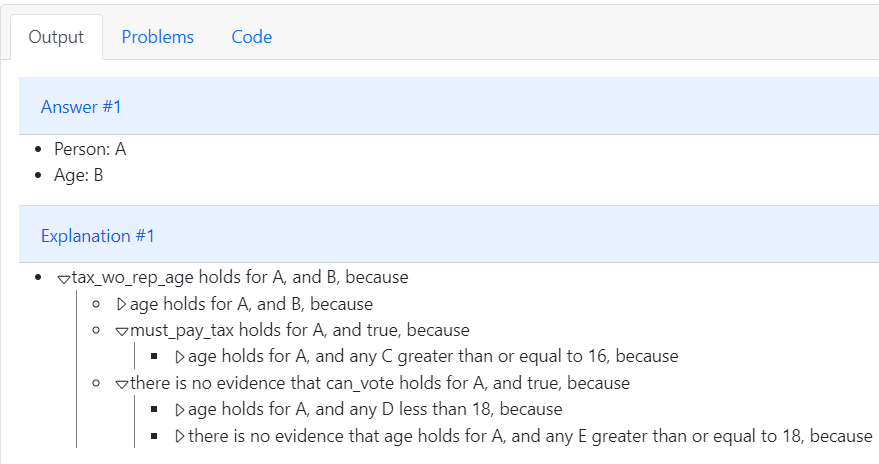 Output Problems Code
Answer #1
Person: A
Age: B
Explanation #1
tax_wo_rep_age holds for A, and B, because
age holds for A, and B, because
must_pay_tax holds for A, and true, because
age holds for A, and any C greater than or equal to 16, because
there is no evidence that can_vote holds for A, and true, because
age holds for A, and any D less than 18, because
there is no evidence that age holds for A, and any E greater than or equal to 18, because